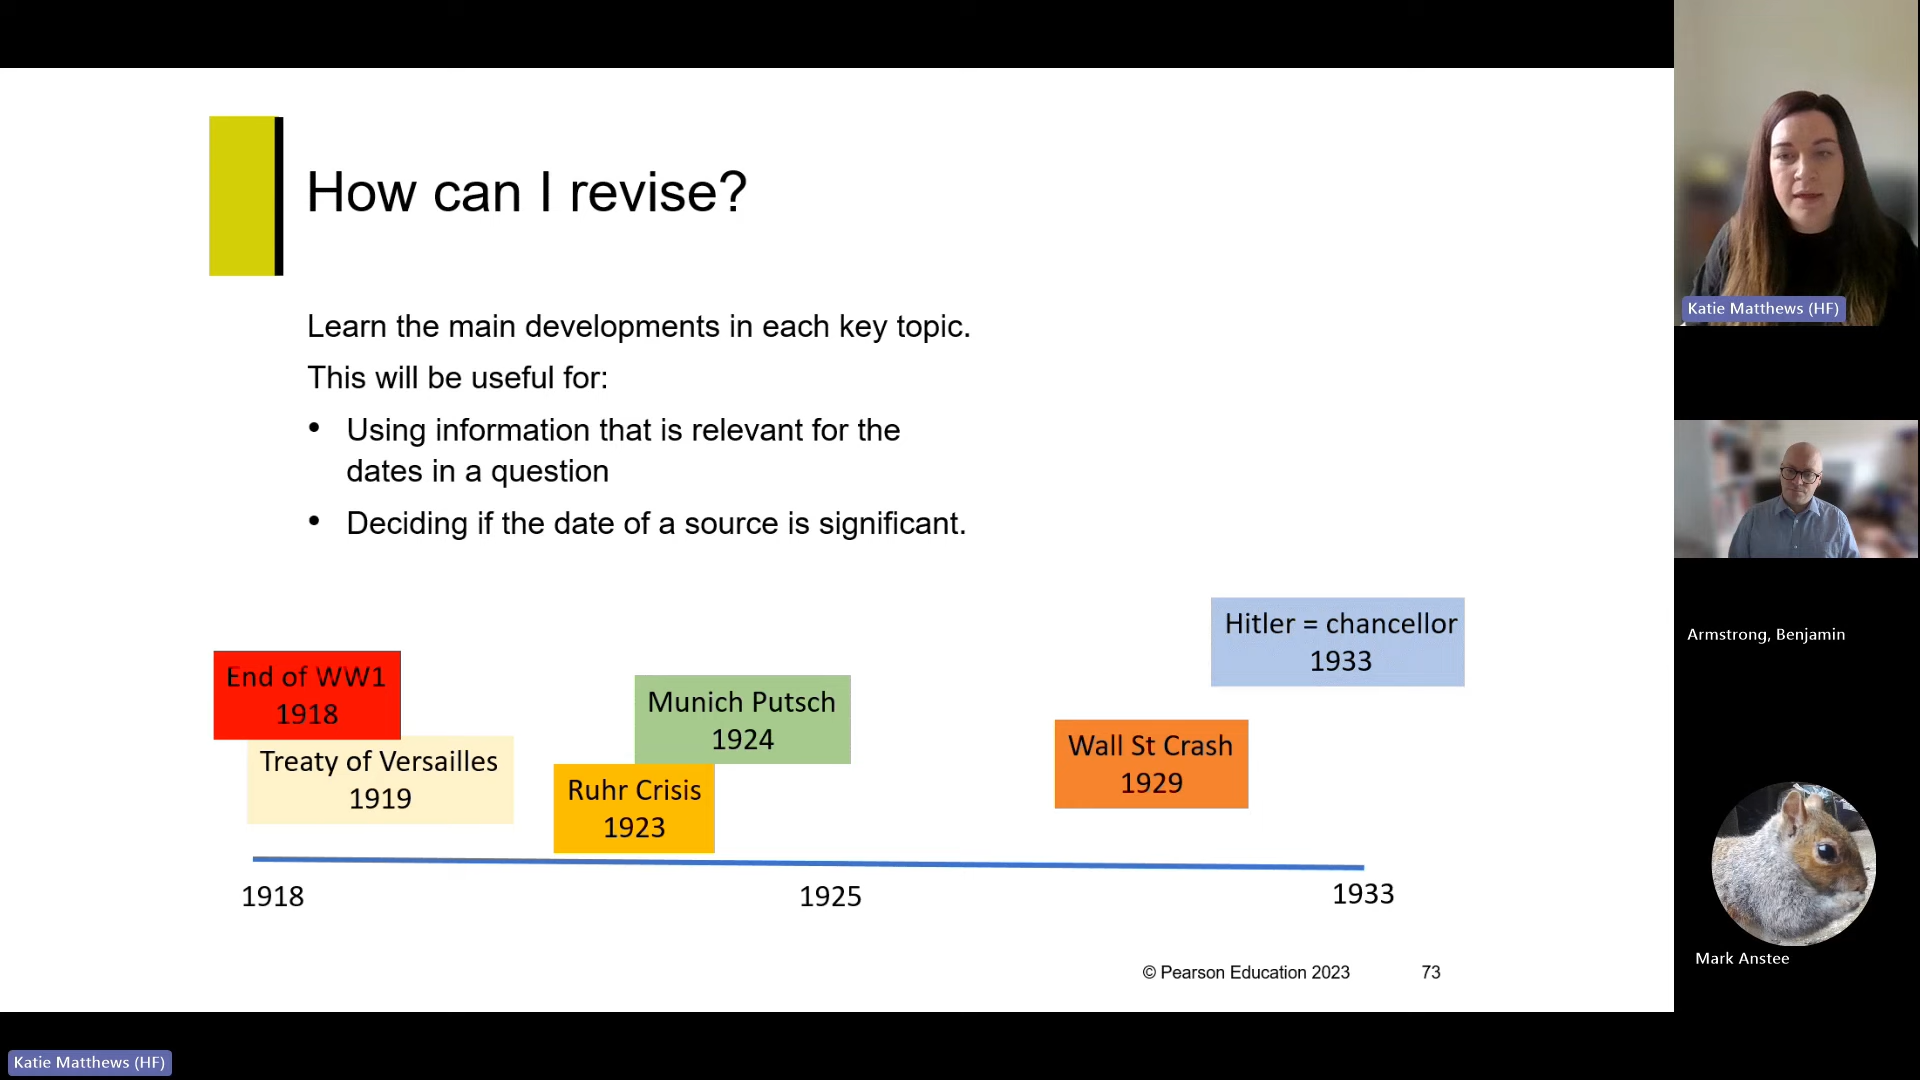 How can I revise?
Learn the main developments in each key topic.
This will be useful for:
• Using information that is relevant for the
dates in a question
• Deciding if the date of a source is significant.
Hitler = chancellor
1933
End of WW1
1918
Munich Putsch
1924
Wall St Crash
1929
Treaty of Versailles
1919
Ruhr Crisis
1923
1918
1925
1933
© Pearson Education 2023
73
Katie Matthews (HF)
Armstrong, Benjamin
Mark Anstee
Katie Matthews (HF)